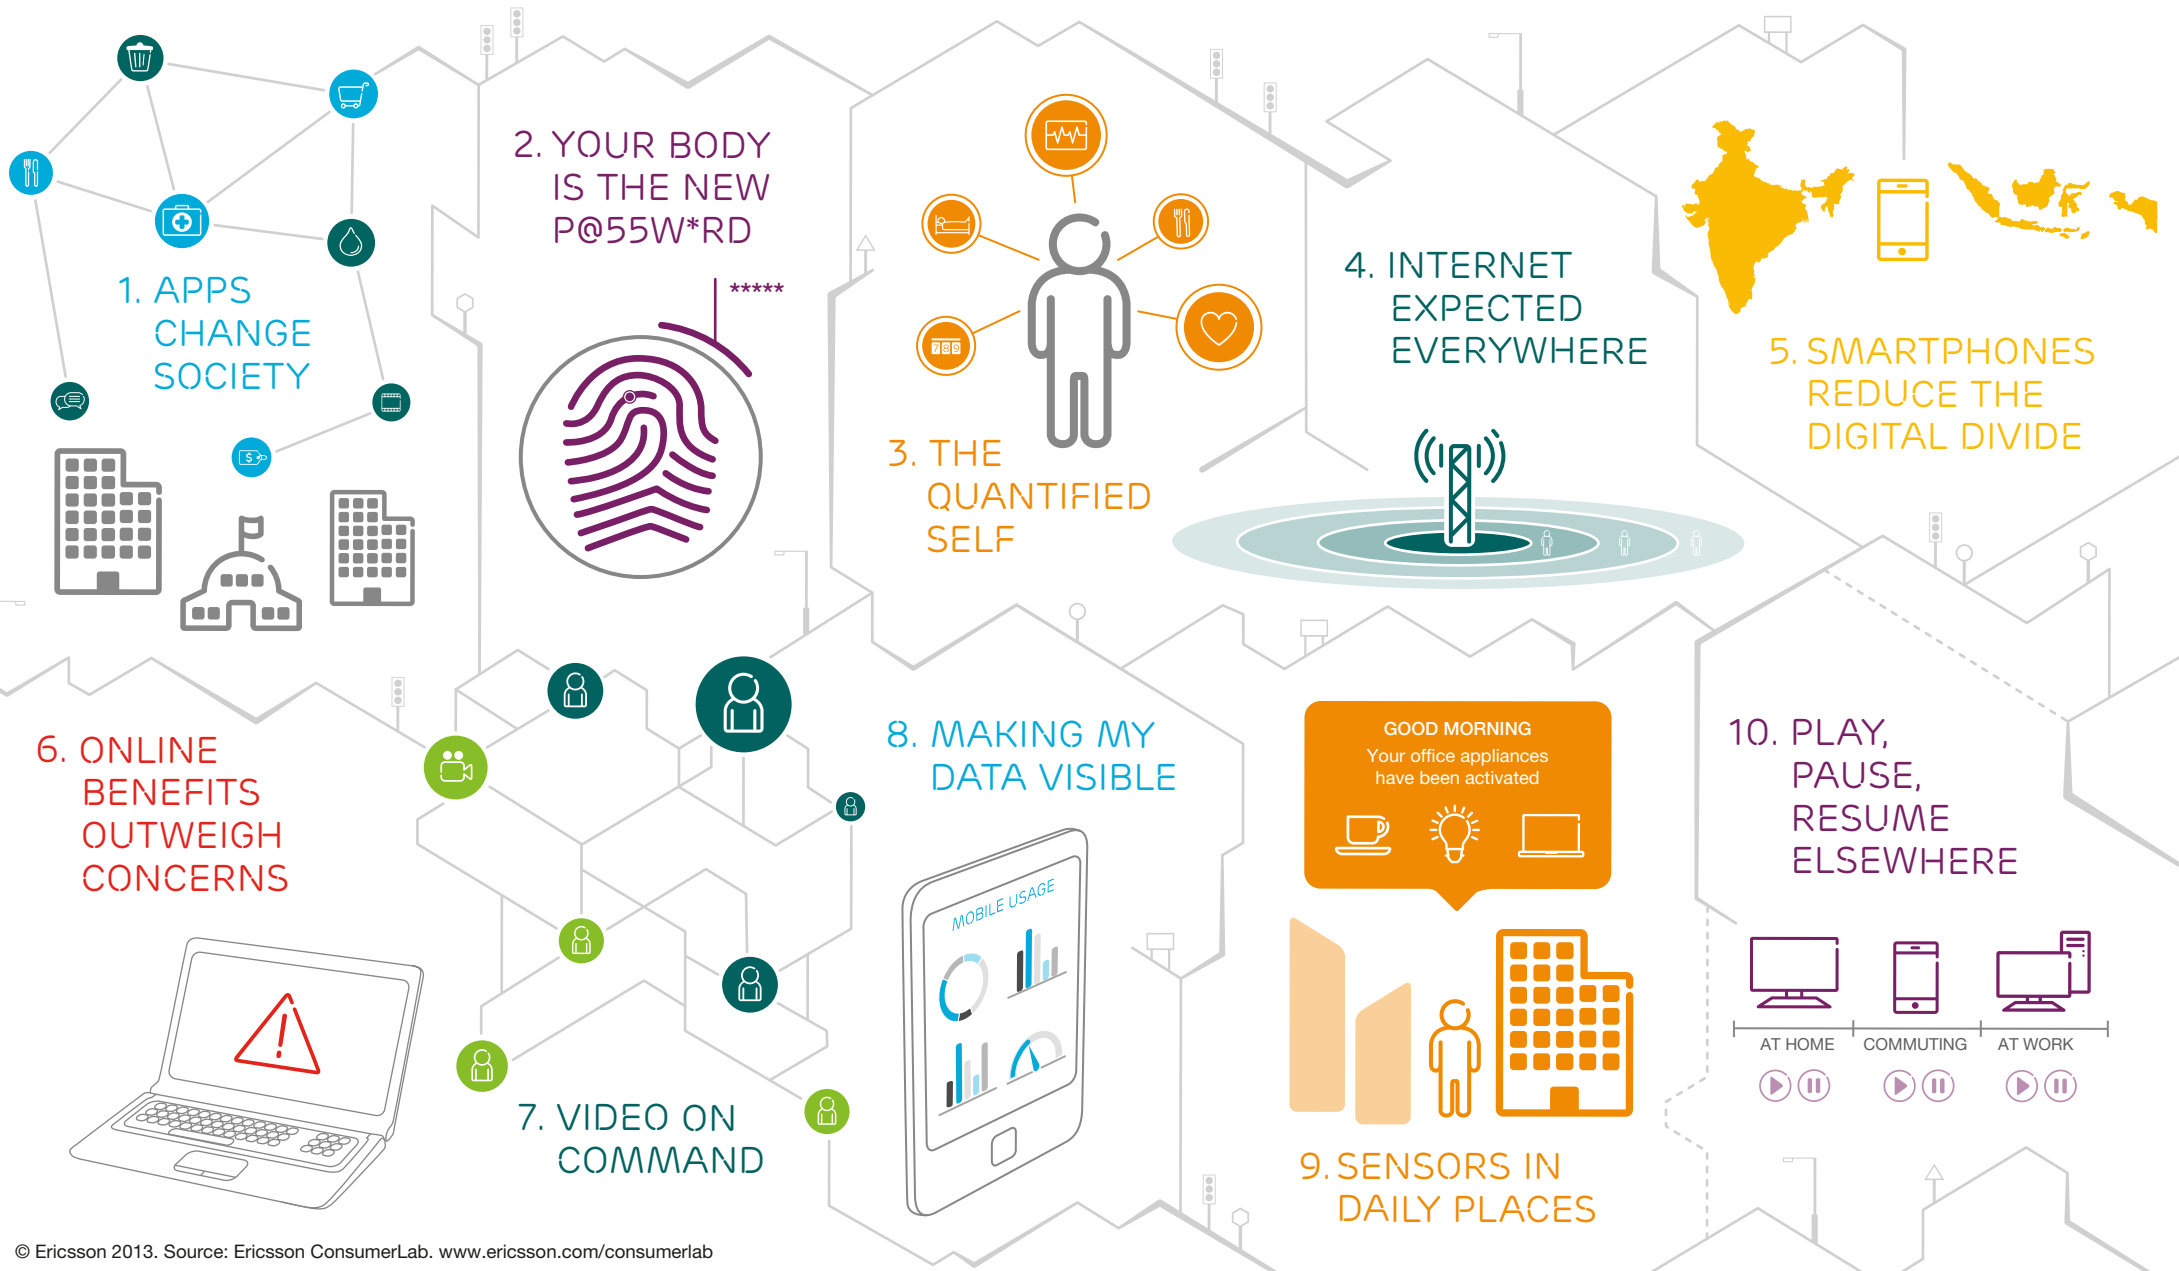 1. APPS
CHANGE
SOCIETY
2. YOUR BODY
IS THE NEW
P@55W*RD
*****
3. THE
QUANTIFIED
SELF
789
4. INTERNET
EXPECTED
EVERYWHERE
5. SMARTPHONES
REDUCE THE
DIGITAL DIVIDE
$
6. ONLINE
BENEFITS
OUTWEIGH
CONCERNS
!
7. VIDEO ON
COMMAND
8. MAKING MY
DATA VISIBLE
MOBILE USAGE
GOOD MORNING
Your office appliances
have been activated
9. SENSORS IN
DAILY PLACES
10. PLAY,
PAUSE,
RESUME
ELSEWHERE
AT HOME
COMMUTING
AT WORK
© Ericsson 2013. Source: Ericsson ConsumerLab. www.ericsson.com/consumerlab